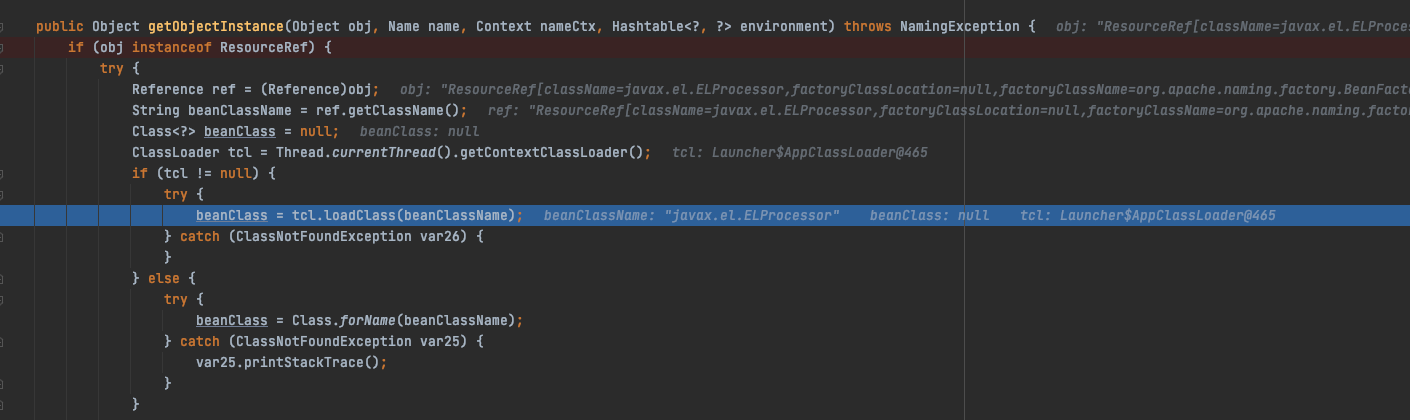 public Object getObjectInstance(Object obj, Name name, Context nameCtx, Hashtable<?, ?> environment) throws NamingException {   obj: "ResourceRef[className=javax.el.ELProces
if (obj instanceof ResourceRef) {
try {
Reference ref = (Reference)obj;   obj: "ResourceRef[className=javax.el.ELProcessor,factoryClassLocation=null,factoryClassName=org.apache.naming.factory.BeanFact
String beanClassName = ref.getClassName();   ref: "ResourceRef[className=javax.el.ELProcessor,factoryClassLocation=null,factoryClassName=org.apache.naming.facto
Class<?> beanClass = null;   beanClass: null
ClassLoader tcl = Thread.currentThread().getContextClassLoader();   tcl: Launcher$AppClassLoader@465
if (tcl != null) {
try {
beanClass = tcl.loadClass(beanClassName);   beanClassName: "javax.el.ELProcessor"   beanClass: null   tcl: Launcher$AppClassLoader@465
} catch (ClassNotFoundException var26) {
}
} else {
try {
beanClass = Class.forName(beanClassName);
} catch (ClassNotFoundException var25) {
var25.printStackTrace();
}
}